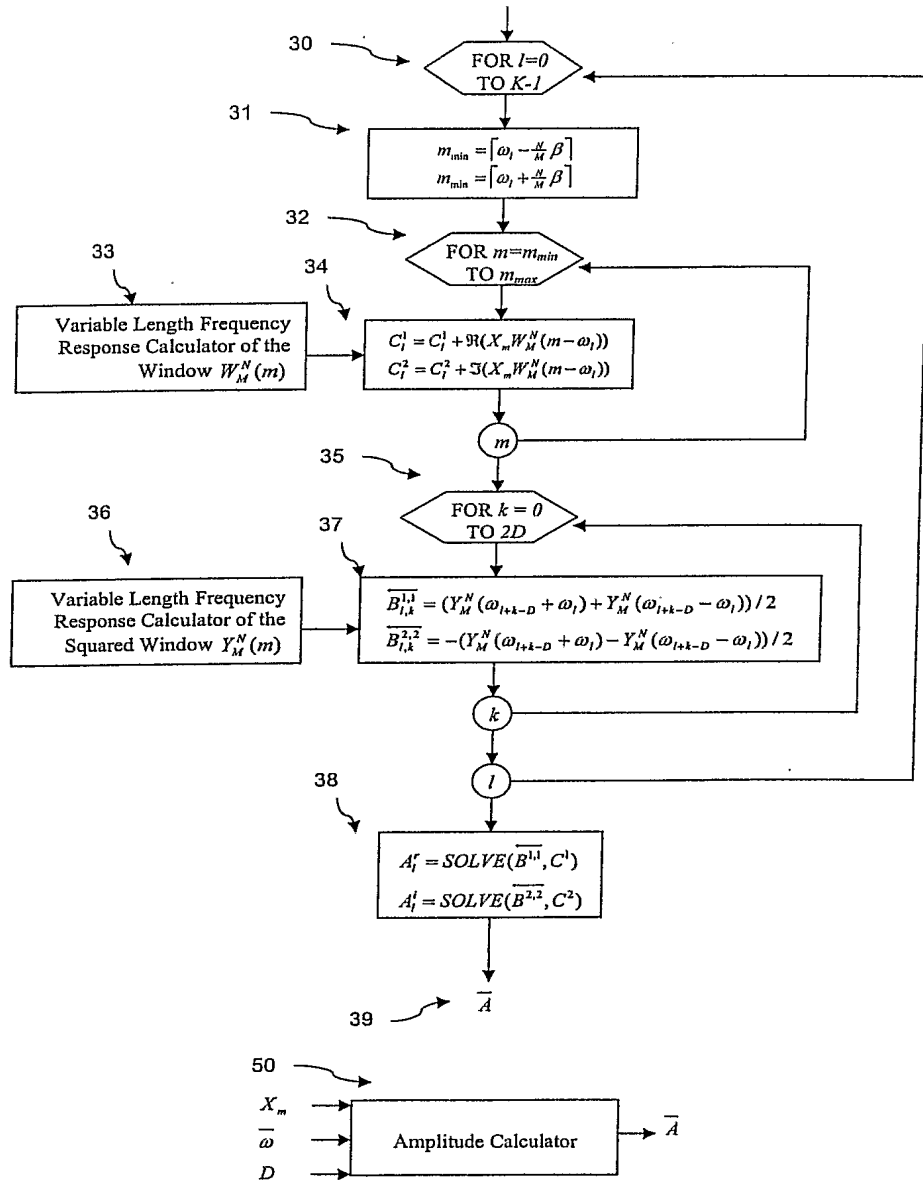 30
FOR l=0
TO K-1
31
m_min = ⌈ω_l − N/M β⌉
m_min = ⌈ω_l + N/M β⌉
32
FOR m=m_min
TO m_max
33
34
Variable Length Frequency
Response Calculator of the
Window W_M^N(m)
C_l^1 = C_l^1 + ℜ(X_m W_M^N(m−ω_l))
C_l^2 = C_l^2 + ℑ(X_m W_M^N(m−ω_l))
m
35
FOR k = 0
TO 2D
36
37
Variable Length Frequency
Response Calculator of the
Squared Window Y_M^N(m)
B̅_{l,k}^{1,1} = (Y_M^N(ω_{l+k−D} + ω_l) + Y_M^N(ω_{l+k−D} − ω_l))/2
B̅_{l,k}^{2,2} = −(Y_M^N(ω_{l+k−D} + ω_l) − Y_M^N(ω_{l+k−D} − ω_l))/2
k
l
38
A_l^r = SOLVE(B̅^{1,1}, C^1)
A_l^i = SOLVE(B̅^{2,2}, C^2)
39
A̅
50
X_m
ω̅
D
Amplitude Calculator
A̅